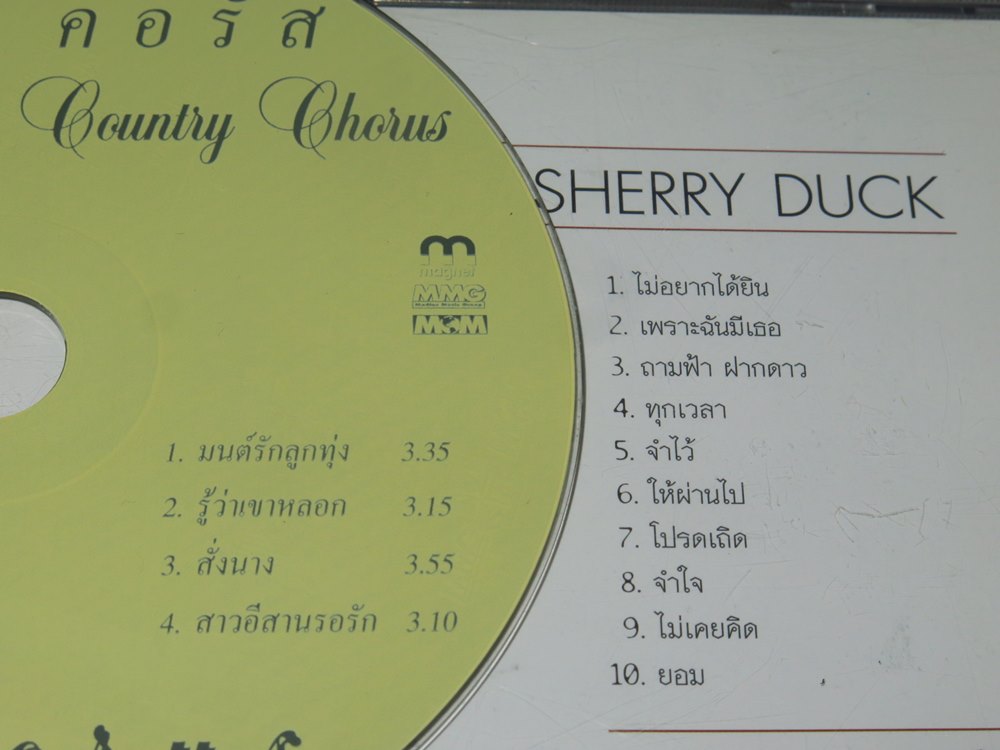 คอรัส
Country Chorus
magnet
MMG
MGM
1. มนต์รักลูกทุ่ง 3.35
2. รู้ว่าเขาหลอก 3.15
3. สั่งนาง 3.55
4. สาวอีสานรอรัก 3.10
SHERRY DUCK
1. ไม่อยากได้ยิน
2. เพราะฉันมีเธอ
3. ถามฟ้า ฝากดาว
4. ทุกเวลา
5. จำไว้
6. ให้ผ่านไป
7. โปรดเถิด
8. จำใจ
9. ไม่เคยคิด
10. ยอม